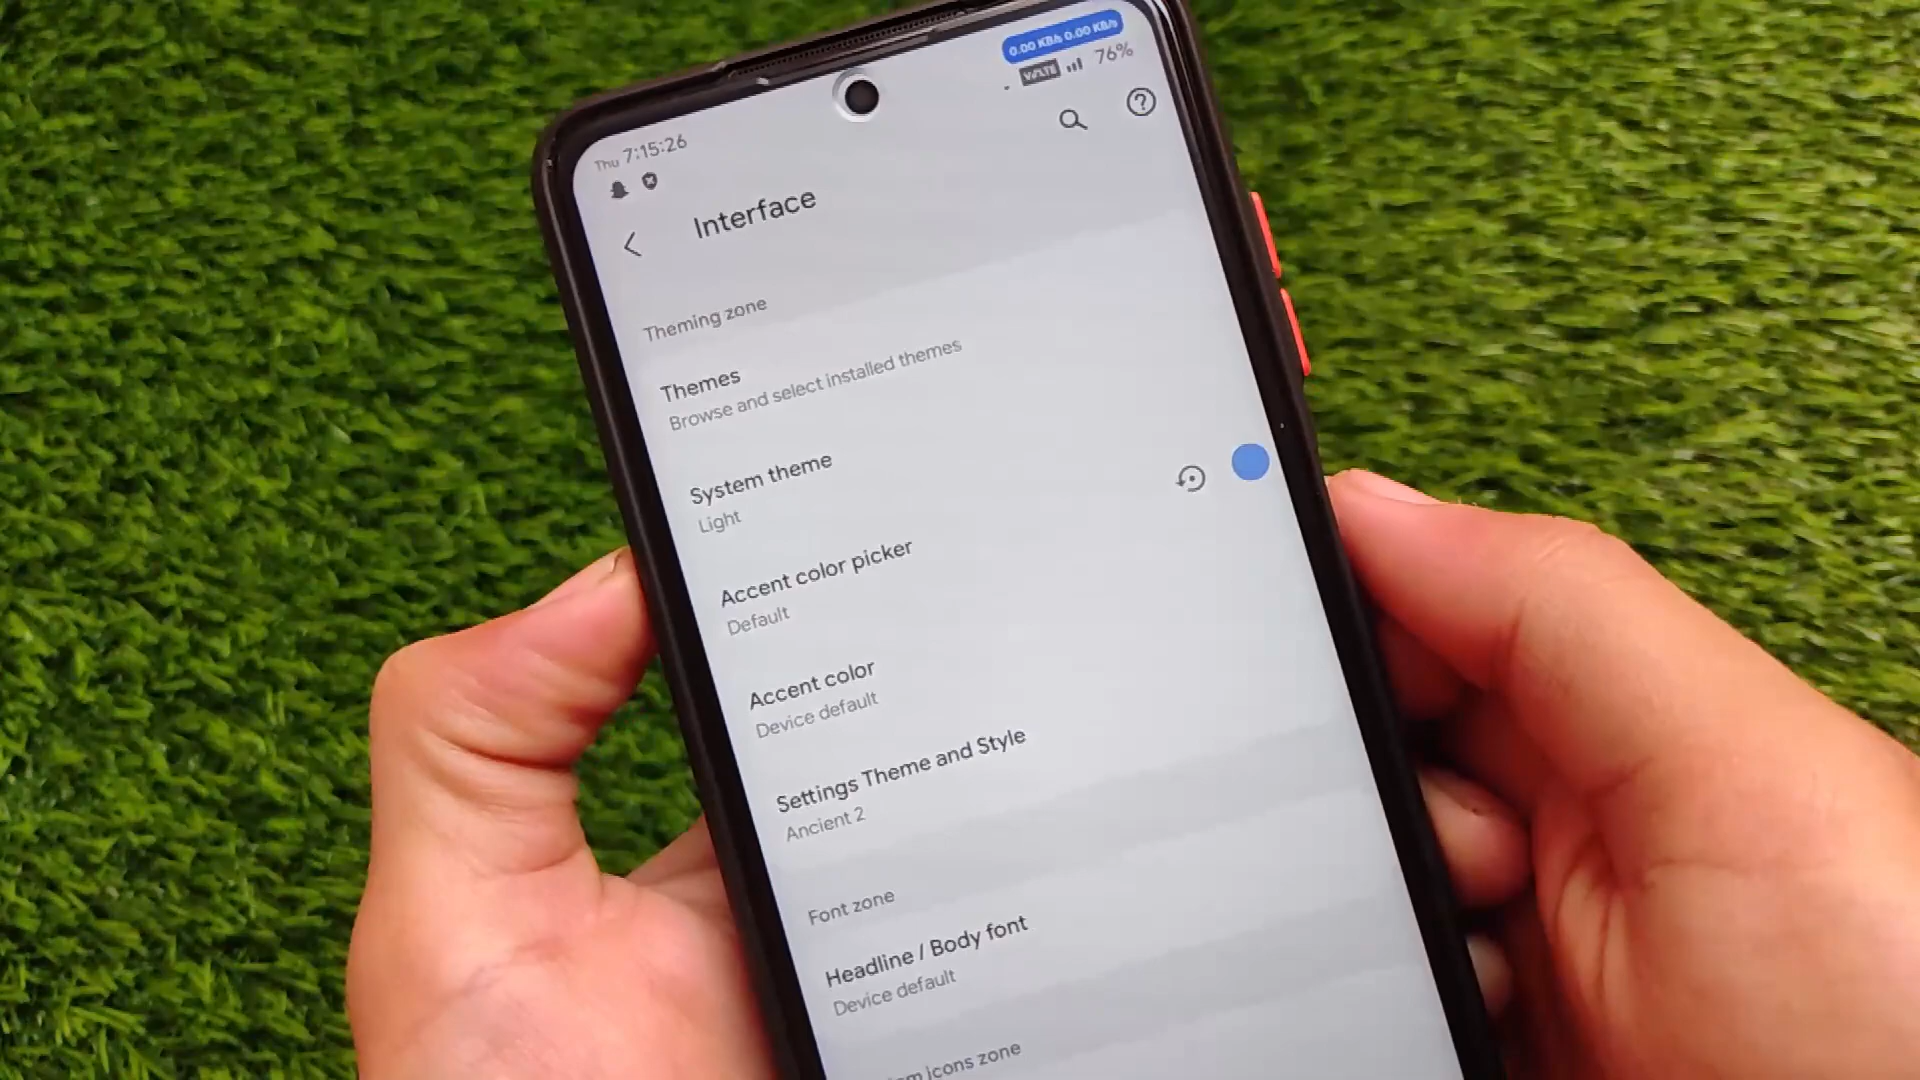 0.00 KB/s 0.00 KB/s
VoLTE 76%
Thu 7:15:26
Interface
Theming zone
Themes
Browse and select installed themes
System theme
Light
Accent color picker
Default
Accent color
Device default
Settings Theme and Style
Ancient 2
Font zone
Headline / Body font
Device default
icons zone